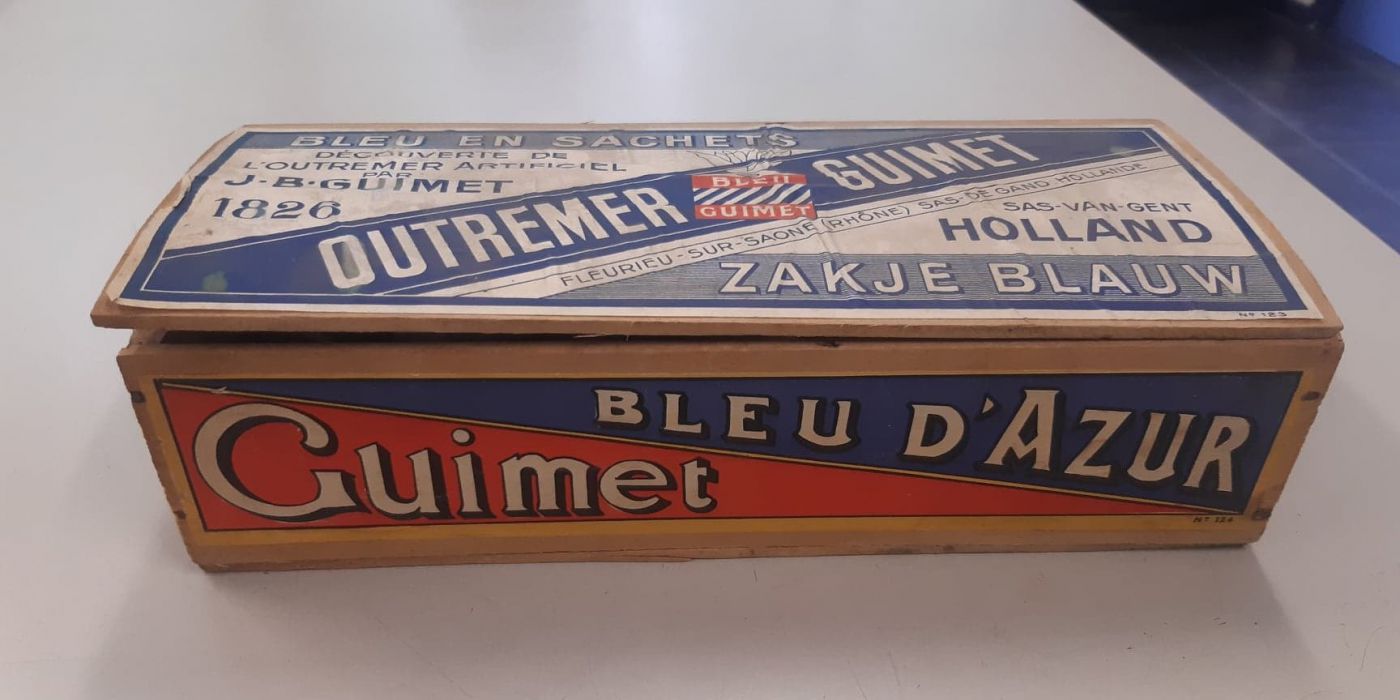 BLEU EN SACHETS
DÉCOUVERTE DE
L'OUTREMER ARTIFICIEL
PAR
J·B·GUIMET
1826
OUTREMER GUIMET
BLEU
GUIMET
FLEURIEU-SUR-SAONE (RHÔNE) SAS-DE GAND HOLLANDE
SAS-VAN-GENT
HOLLAND
ZAKJE BLAUW
Nº 123
Guimet
BLEU D'AZUR
Nº 124